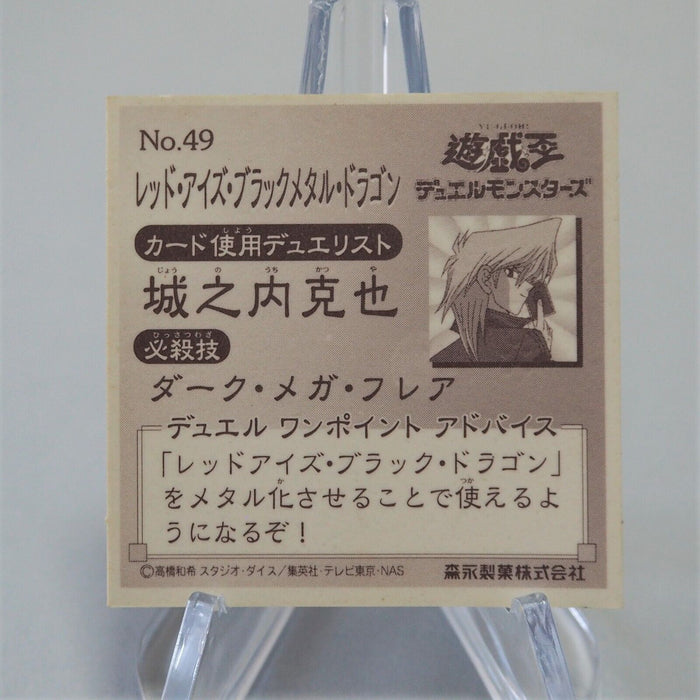 No.49
YU-GI-OH!
遊戯王
レッド・アイズ・ブラックメタル・ドラゴン
デュエルモンスターズ
カード使用デュエリスト
しよう
城之内克也
じょう の うち かつ や
必殺技
ひっさつわざ
ダーク・メガ・フレア
デュエル ワンポイント アドバイス
「レッドアイズ・ブラック・ドラゴン」
をメタル化させることで使えるよ
か つか
うになるぞ！
©高橋和希 スタジオ・ダイス／集英社・テレビ東京・NAS
森永製菓株式会社